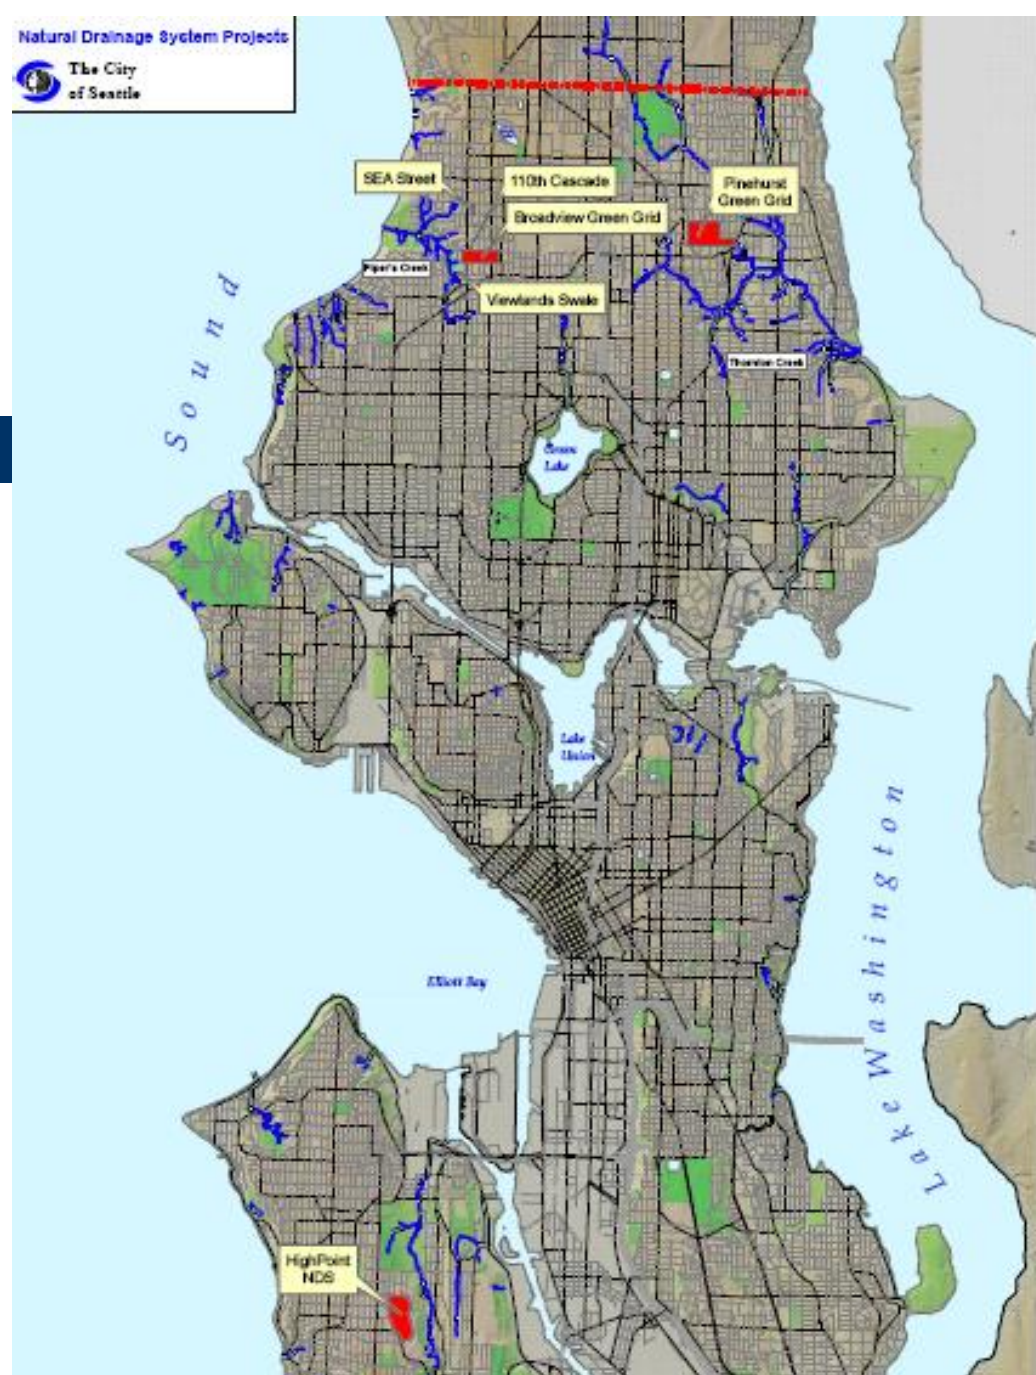 Natural Drainage System Projects
The City
of Seattle
SEA Street
110th Cascade
Pinehurst
Green Grid
Broadview Green Grid
Piper's Creek
Viewlands Swale
Sound
Thornton Creek
Green
Lake
Lake
Union
Lake Washington
Elliott Bay
HighPoint
NDS